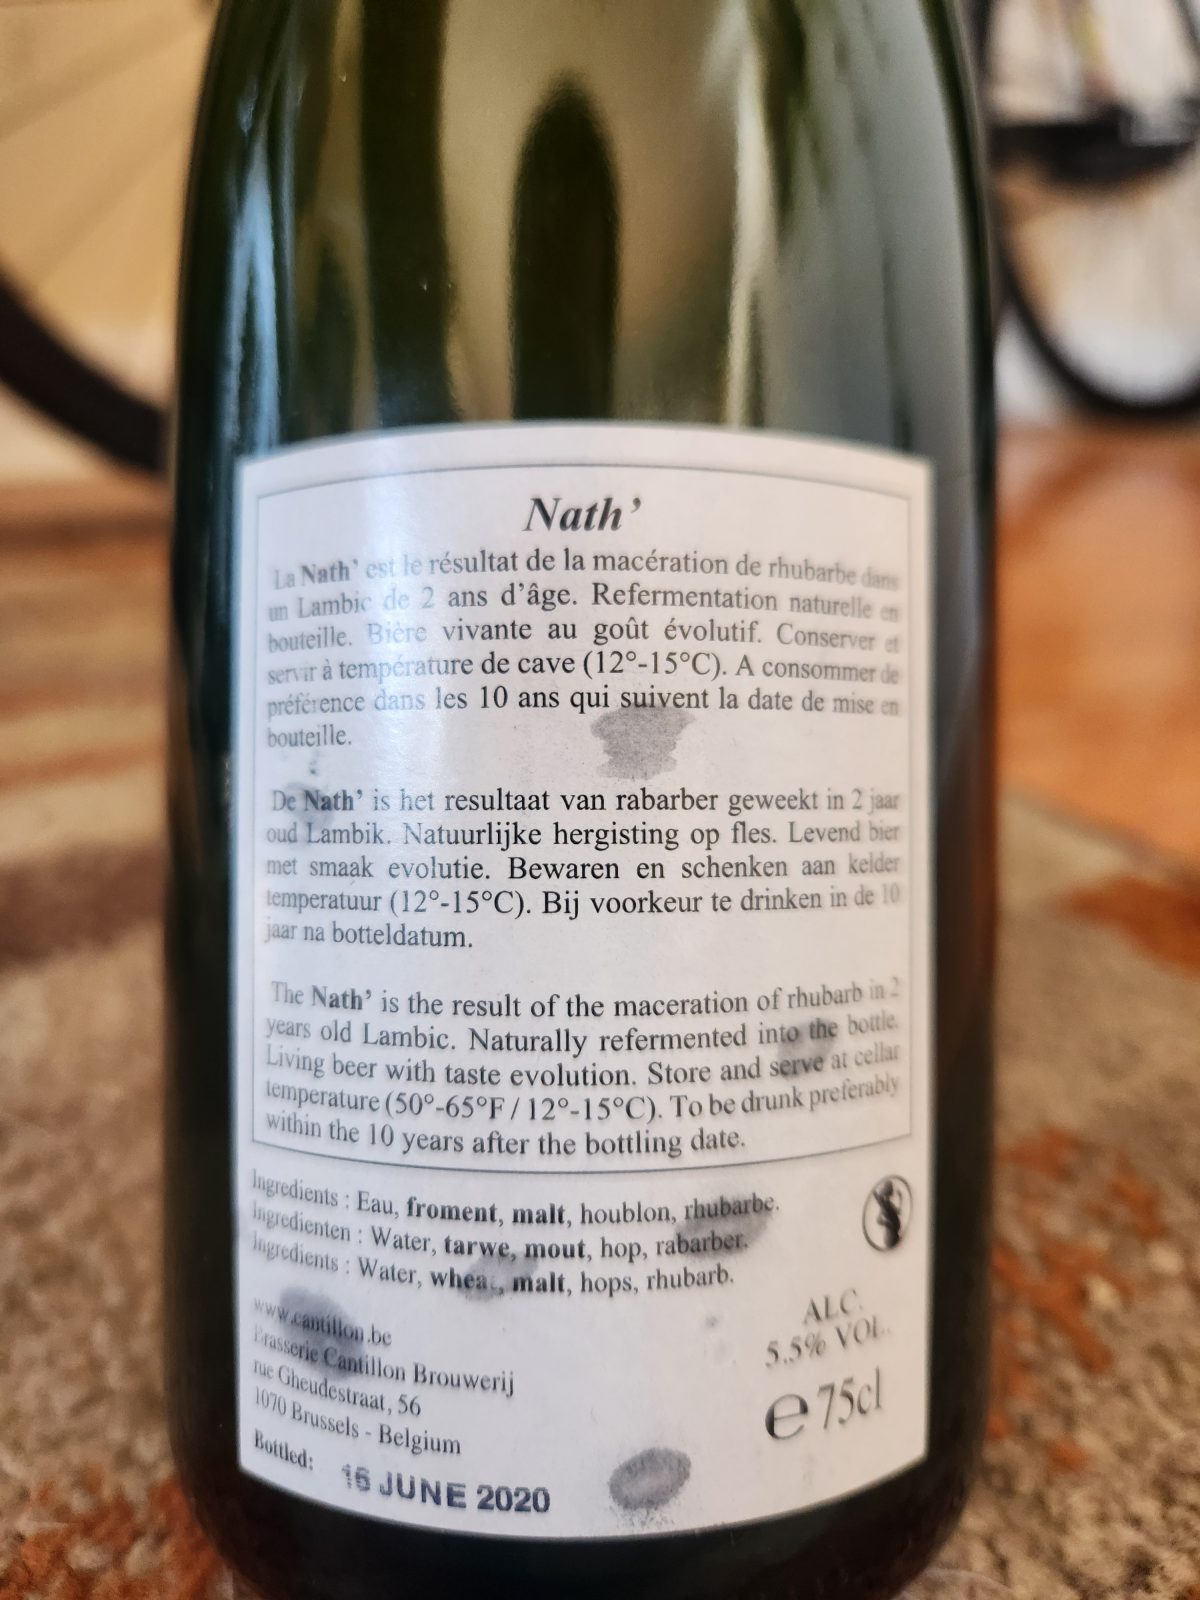 Nath’
La Nath’ est le résultat de la macération de rhubarbe dans
un Lambic de 2 ans d’âge. Refermentation naturelle en
bouteille. Bière vivante au goût évolutif. Conserver et
servir à température de cave (12°-15°C). A consommer de
préférence dans les 10 ans qui suivent la date de mise en
bouteille.
De Nath’ is het resultaat van rabarber geweekt in 2 jaar
oud Lambik. Natuurlijke hergisting op fles. Levend bier
met smaak evolutie. Bewaren en schenken aan kelder
temperatuur (12°-15°C). Bij voorkeur te drinken in de 10
jaar na botteldatum.
The Nath’ is the result of the maceration of rhubarb in 2
years old Lambic. Naturally refermented into the bottle.
Living beer with taste evolution. Store and serve at cellar
temperature (50°-65°F / 12°-15°C). To be drunk preferably
within the 10 years after the bottling date.
Ingredients : Eau, froment, malt, houblon, rhubarbe.
Ingredienten : Water, tarwe, mout, hop, rabarber.
Ingredients : Water, wheat, malt, hops, rhubarb.
www.cantillon.be
Brasserie Cantillon Brouwerij
rue Gheudestraat, 56
1070 Brussels - Belgium
Bottled: 16 JUNE 2020
ALC.
5.5% VOL.
e 75cl